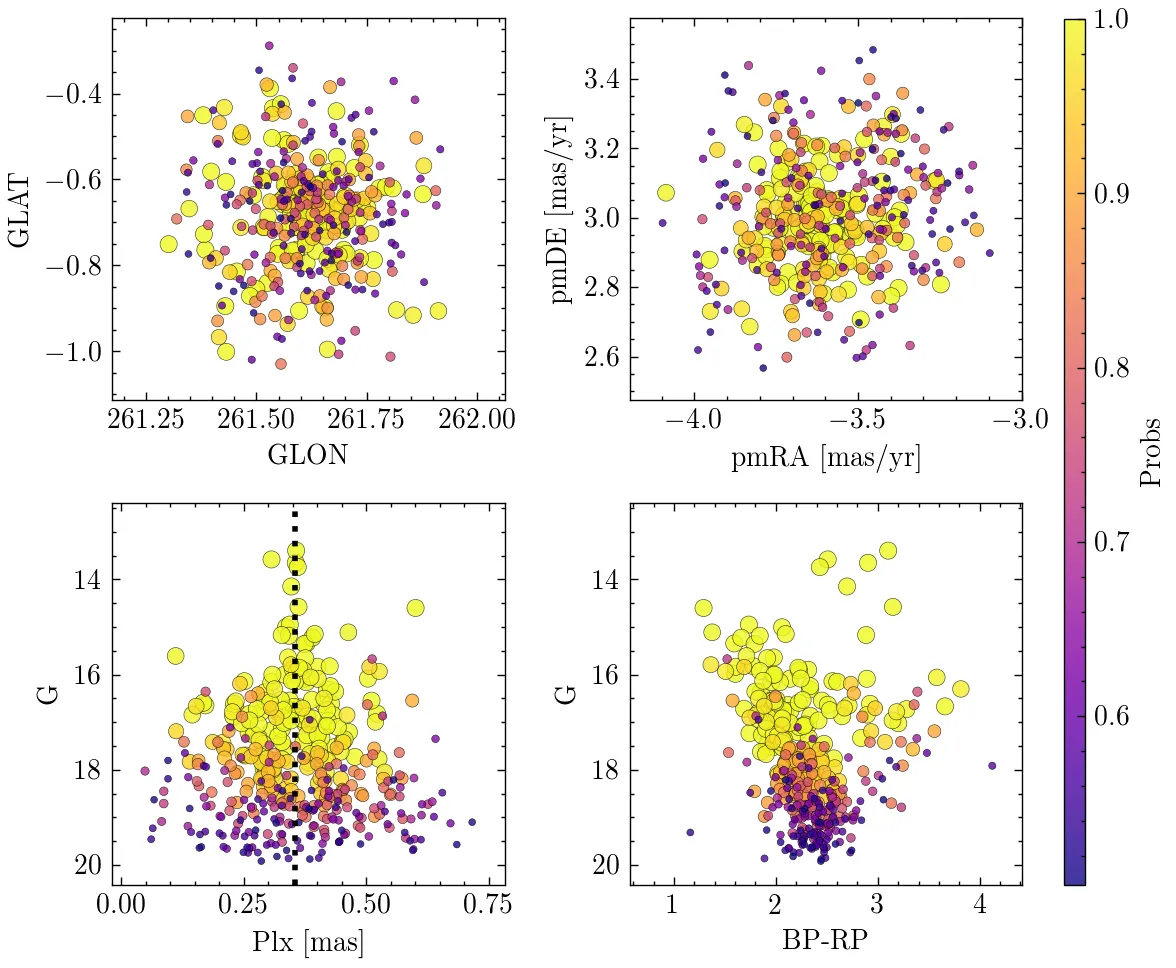 −0.4
−0.6
−0.8
−1.0
GLAT
261.25 261.50 261.75 262.00
GLON
3.4
3.2
3.0
2.8
2.6
pmDE [mas/yr]
−4.0 −3.5 −3.0
pmRA [mas/yr]
1.0
0.9
0.8
0.7
0.6
Probs
14
16
18
20
G
0.00 0.25 0.50 0.75
Plx [mas]
14
16
18
20
G
1 2 3 4
BP-RP